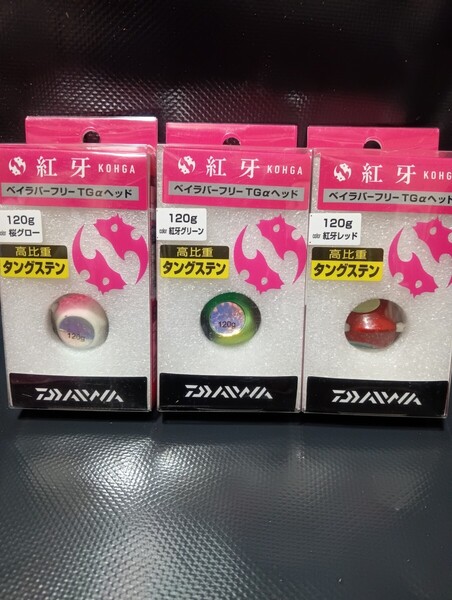 紅牙 KOHGA
ベイラバーフリーTGαヘッド
120g
color 桜グロー
高比重
タングステン
120g
DAIWA
紅牙 KOHGA
ベイラバーフリーTGαヘッド
120g
color 紅牙グリーン
高比重
タングステン
120g
DAIWA
紅牙 KOHGA
ベイラバーフリーTGαヘッド
120g
color 紅牙レッド
高比重
タングステン
DAIWA